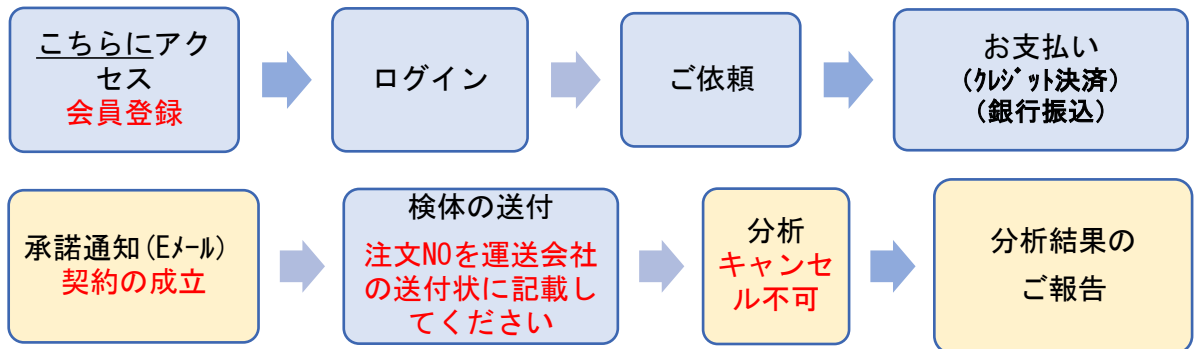 こちらにアク
セス
会員登録
ログイン
ご依頼
お支払い
(ｸﾚｼﾞｯﾄ決済)
(銀行振込)
承諾通知(Eﾒｰﾙ)
契約の成立
検体の送付
注文NOを運送会社
の送付状に記載し
てください
分析
キャンセ
ル不可
分析結果の
ご報告